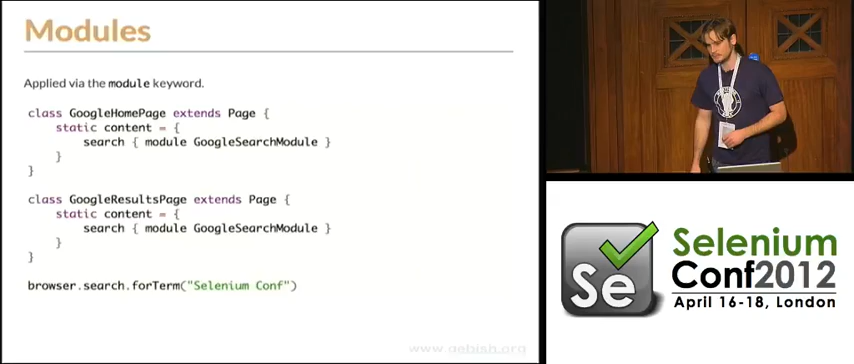 Modules
Applied via the module keyword.
class GoogleHomePage extends Page {
static content = {
search { module GoogleSearchModule }
}
}
class GoogleResultsPage extends Page {
static content = {
search { module GoogleSearchModule }
}
}
browser.search.forTerm("Selenium Conf")
www.gebish.org
Se
Selenium
Conf2012
April 16-18, London